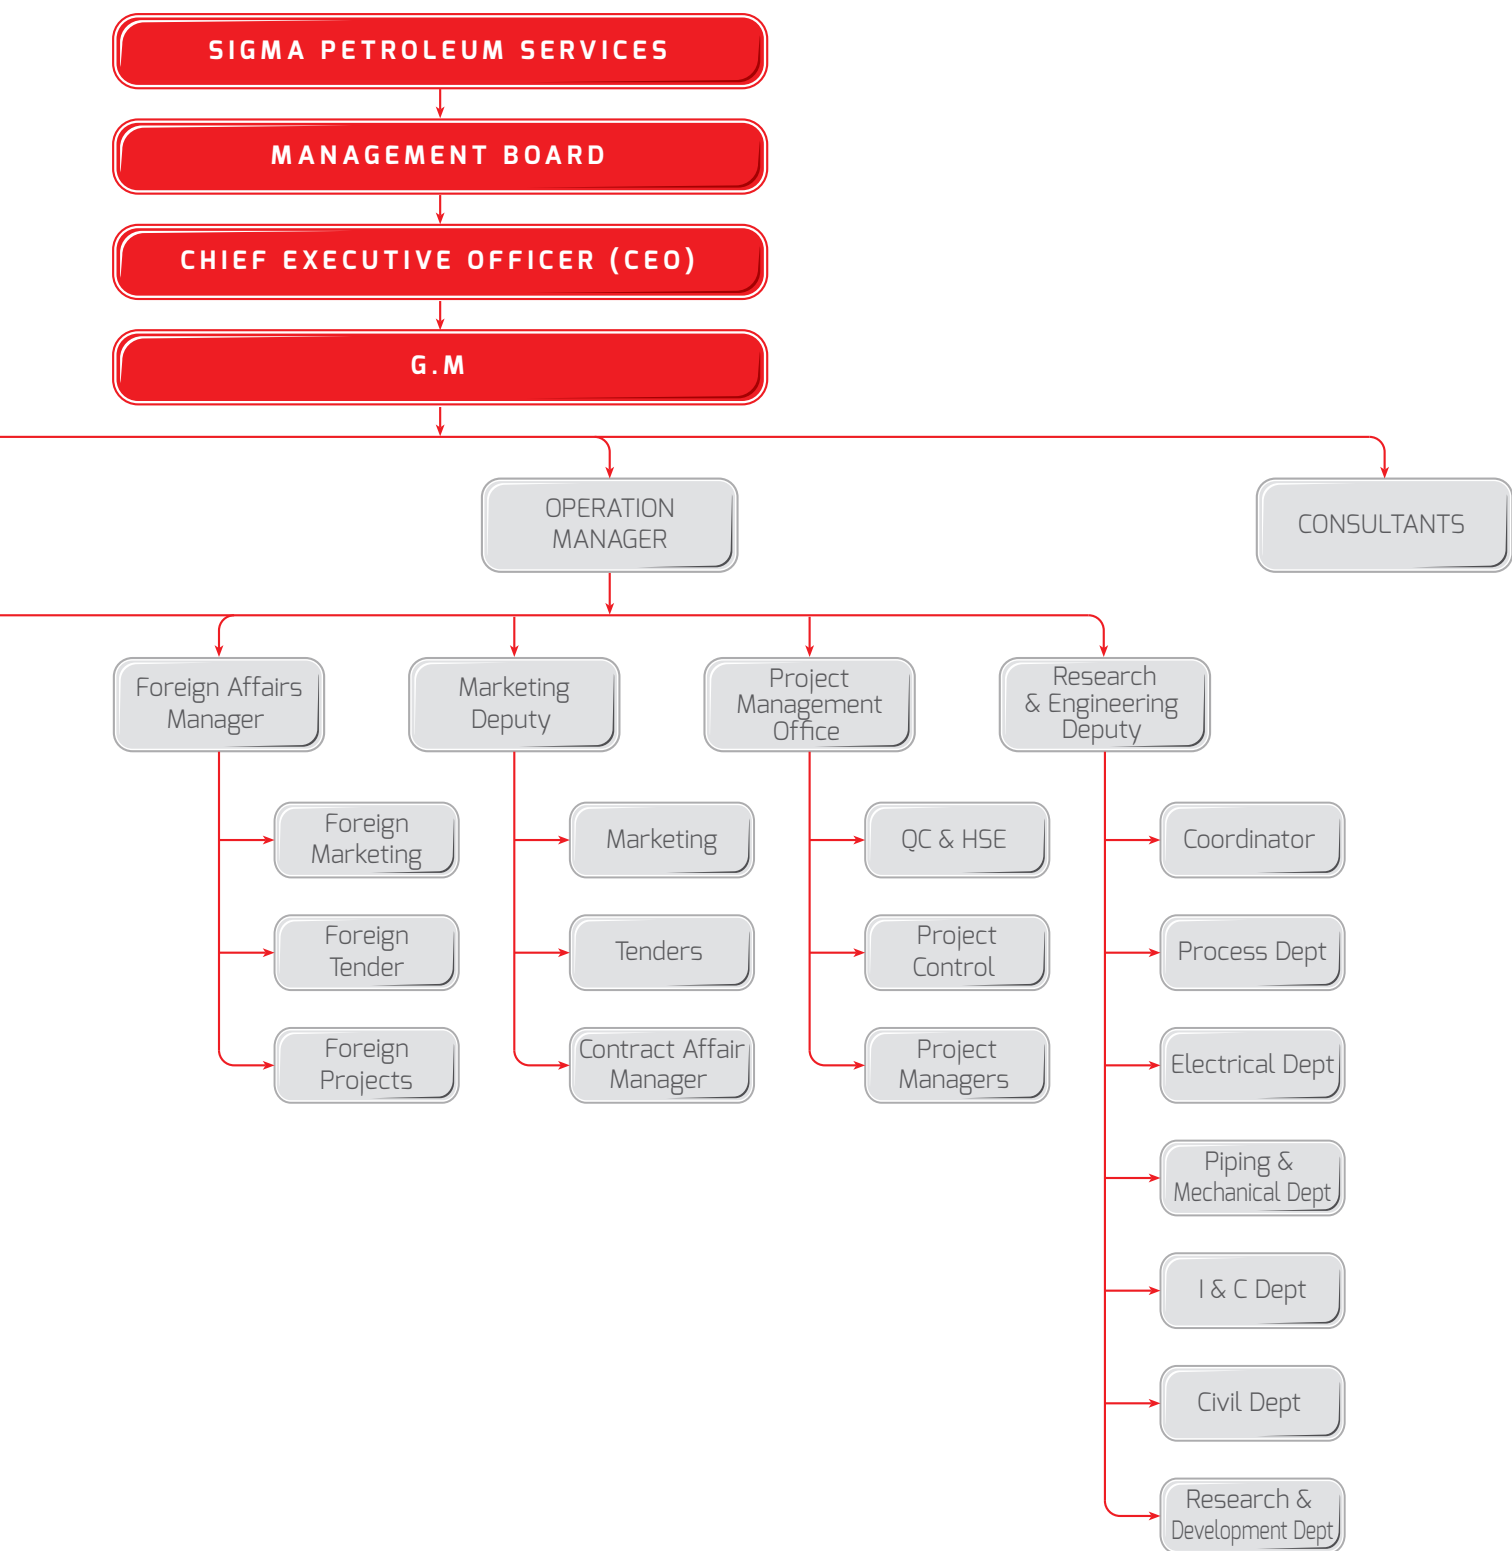 SIGMA PETROLEUM SERVICES
MANAGEMENT BOARD
CHIEF EXECUTIVE OFFICER (CEO)
G.M
OPERATION
MANAGER
CONSULTANTS
Foreign Affairs
Manager
Marketing
Deputy
Project
Management
Office
Research
& Engineering
Deputy
Foreign
Marketing
Marketing
QC & HSE
Coordinator
Foreign
Tender
Tenders
Project
Control
Process Dept
Foreign
Projects
Contract Affair
Manager
Project
Managers
Electrical Dept
Piping &
Mechanical Dept
I & C Dept
Civil Dept
Research &
Development Dept